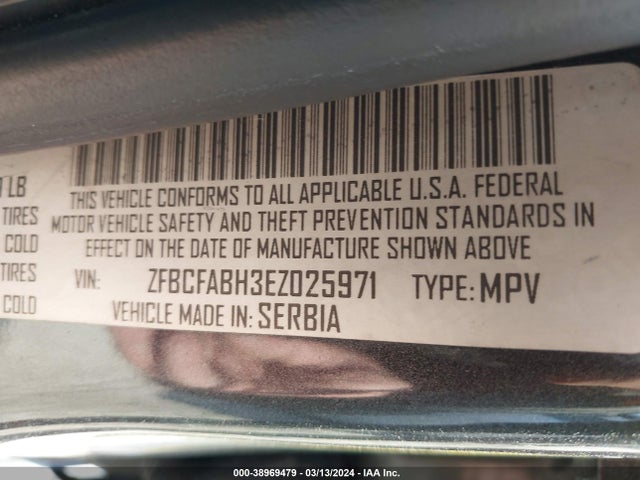 LB
THIS VEHICLE CONFORMS TO ALL APPLICABLE U.S.A. FEDERAL
TIRES MOTOR VEHICLE SAFETY AND THEFT PREVENTION STANDARDS IN
COLD EFFECT ON THE DATE OF MANUFACTURE SHOWN ABOVE
TIRES VIN: ZFBCFABH3EZ025971 TYPE: MPV
COLD VEHICLE MADE IN: SERBIA
000-38969479 — 03/13/2024 — IAA Inc.